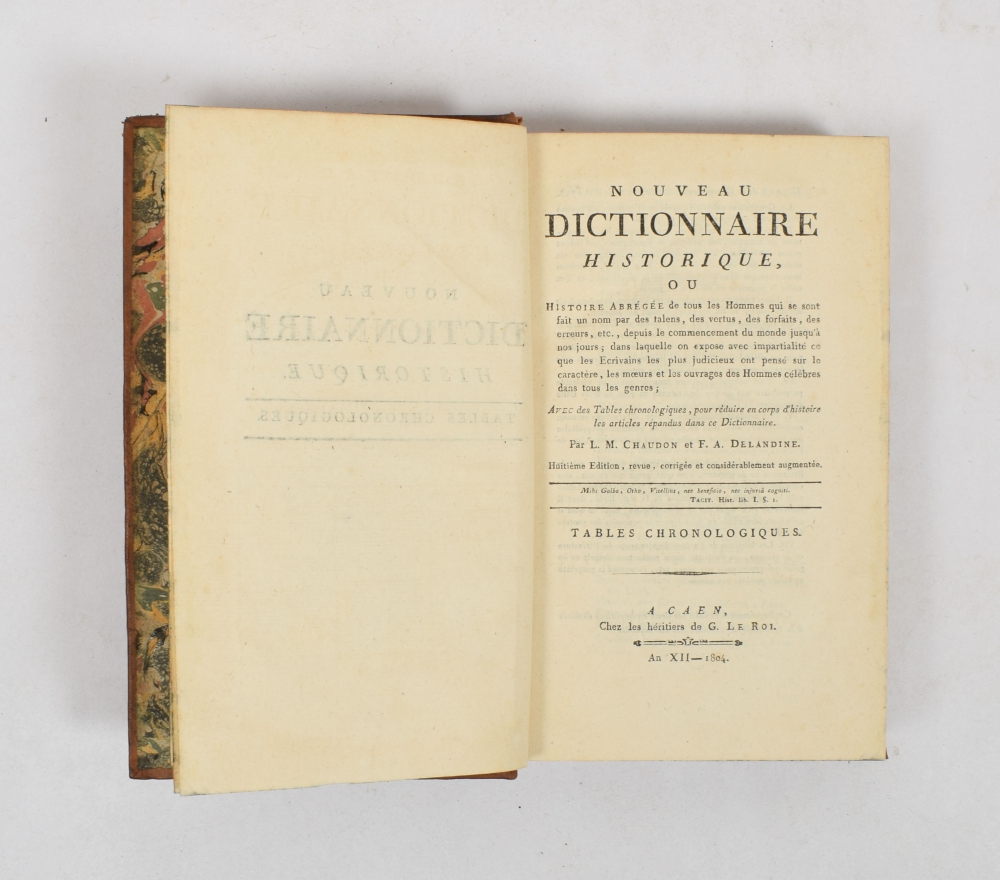 NOUVEAU
DICTIONNAIRE
HISTORIQUE.
TABLES CHRONOLOGIQUES.
NOUVEAU
DICTIONNAIRE
HISTORIQUE,
OU
HISTOIRE ABRÉGÉE de tous les Hommes qui se sont
fait un nom par des talens, des vertus, des forfaits, des
erreurs, etc., depuis le commencement du monde jusqu'à
nos jours; dans laquelle on expose avec impartialité ce
que les Ecrivains les plus judicieux ont pensé sur le
caractère, les mœurs et les ouvrages des Hommes célèbres
dans tous les genres;
AVEC des Tables chronologiques, pour réduire en corps d'histoire
les articles répandus dans ce Dictionnaire.
Par L. M. CHAUDON et F. A. DELANDINE.
Huitième Edition, revue, corrigée et considérablement augmentée.
Mihi Galba, Otho, Vitellius, nec beneficio, nec injuriâ cogniti.
TACIT. Hist. lib. I. §. 1.
TABLES CHRONOLOGIQUES.
A CAEN,
Chez les héritiers de G. LE ROI.
An XII—1804.